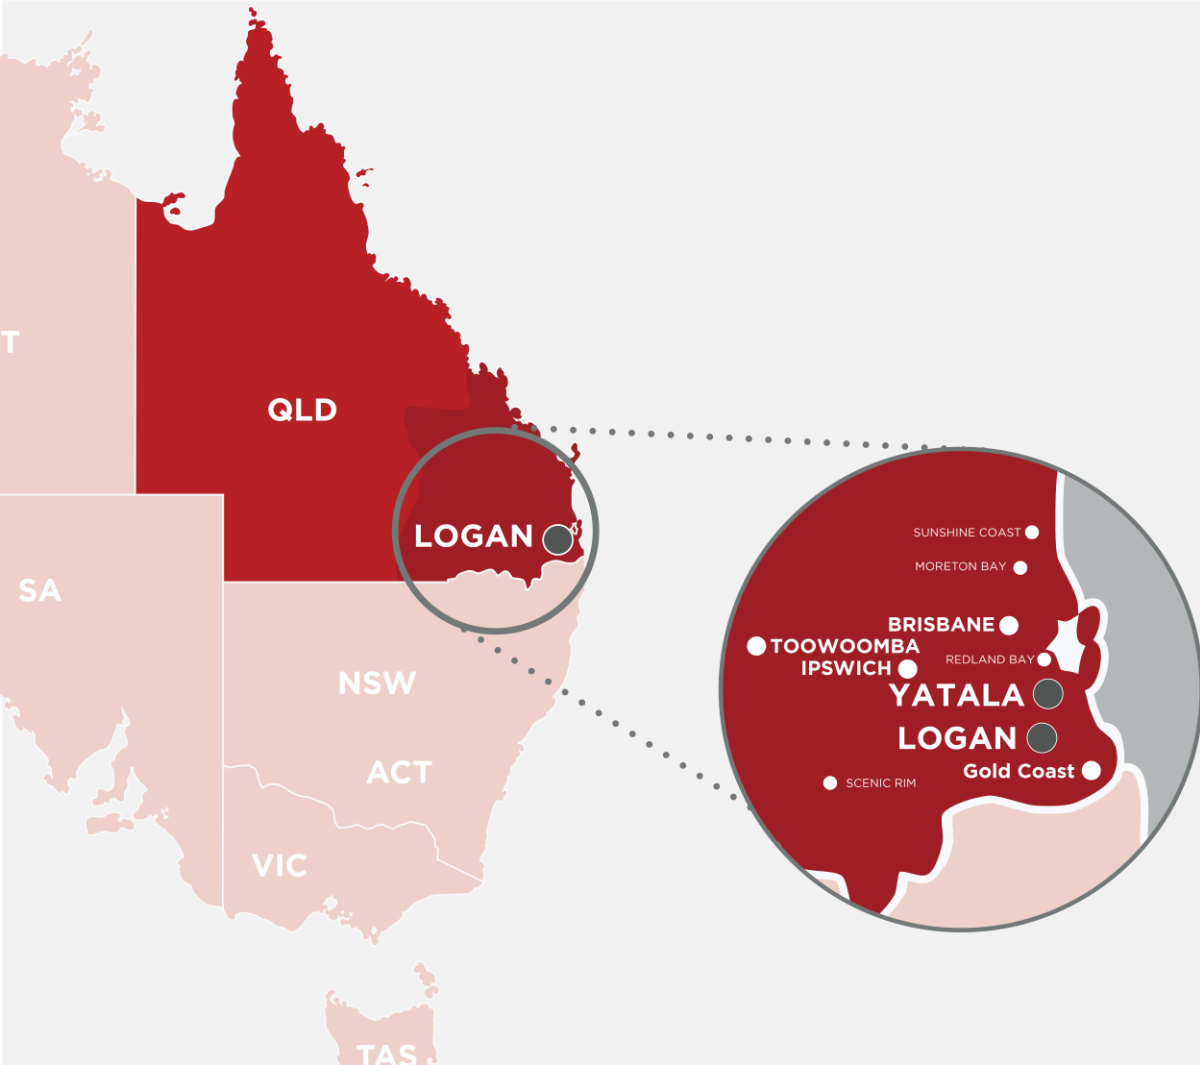 T
QLD
LOGAN
SA
NSW
ACT
VIC
TAS
SUNSHINE COAST
MORETON BAY
BRISBANE
TOOWOOMBA
IPSWICH
REDLAND BAY
YATALA
LOGAN
Gold Coast
SCENIC RIM